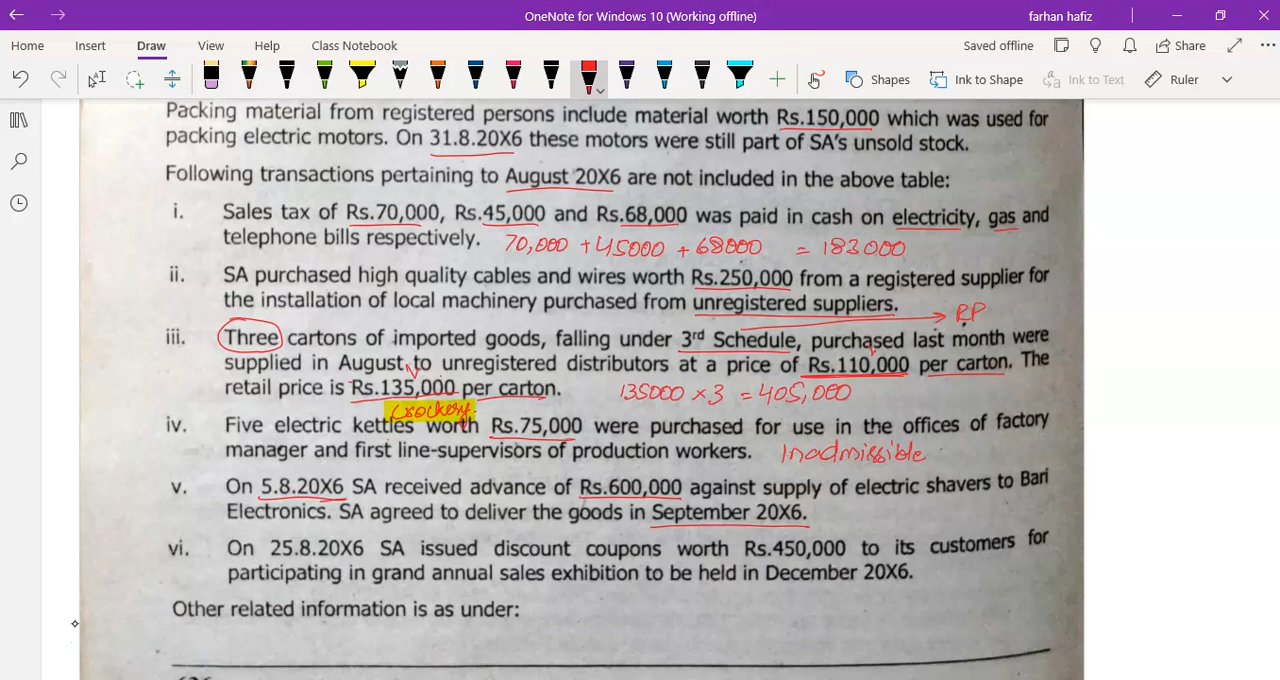 OneNote for Windows 10 (Working offline)
farhan hafiz
Home Insert Draw View Help Class Notebook
Saved offline Share
Shapes Ink to Shape Ink to Text Ruler
Packing material from registered persons include material worth Rs.150,000 which was used for
packing electric motors. On 31.8.20X6 these motors were still part of SA's unsold stock.
Following transactions pertaining to August 20X6 are not included in the above table:
i. Sales tax of Rs.70,000, Rs.45,000 and Rs.68,000 was paid in cash on electricity, gas and
telephone bills respectively. 70,000 + 45000 + 68000 = 183000
ii. SA purchased high quality cables and wires worth Rs.250,000 from a registered supplier for
the installation of local machinery purchased from unregistered suppliers.
RP
iii. Three cartons of imported goods, falling under 3rd Schedule, purchased last month were
supplied in August, to unregistered distributors at a price of Rs.110,000 per carton. The
retail price is Rs.135,000 per carton. 135000 × 3 = 405,000
Crockery.
iv. Five electric kettles worth Rs.75,000 were purchased for use in the offices of factory
manager and first line-supervisors of production workers. Inadmissible
v. On 5.8.20X6 SA received advance of Rs.600,000 against supply of electric shavers to Bari
Electronics. SA agreed to deliver the goods in September 20X6.
vi. On 25.8.20X6 SA issued discount coupons worth Rs.450,000 to its customers for
participating in grand annual sales exhibition to be held in December 20X6.
Other related information is as under: